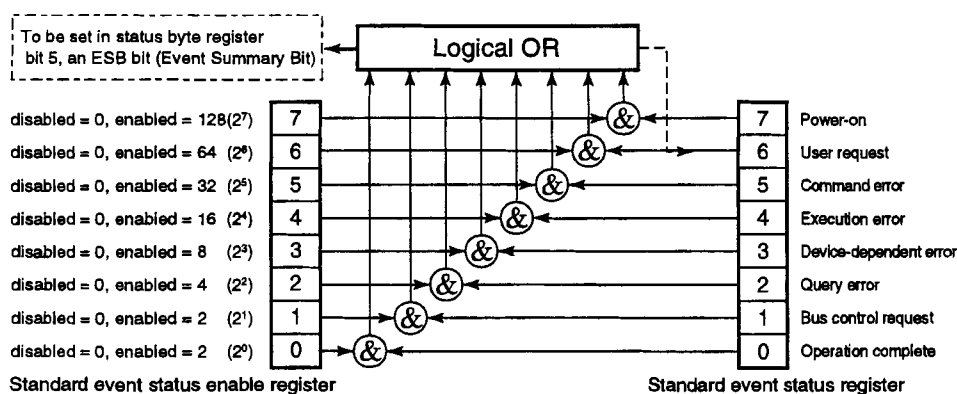 To be set in status byte register
bit 5, an ESB bit (Event Summary Bit)
Logical OR
disabled = 0, enabled = 128(2⁷) 7 & 7 Power-on
disabled = 0, enabled = 64 (2⁶) 6 & 6 User request
disabled = 0, enabled = 32 (2⁵) 5 & 5 Command error
disabled = 0, enabled = 16 (2⁴) 4 & 4 Execution error
disabled = 0, enabled = 8 (2³) 3 & 3 Device-dependent error
disabled = 0, enabled = 4 (2²) 2 & 2 Query error
disabled = 0, enabled = 2 (2¹) 1 & 1 Bus control request
disabled = 0, enabled = 2 (2⁰) 0 & 0 Operation complete
Standard event status enable register Standard event status register